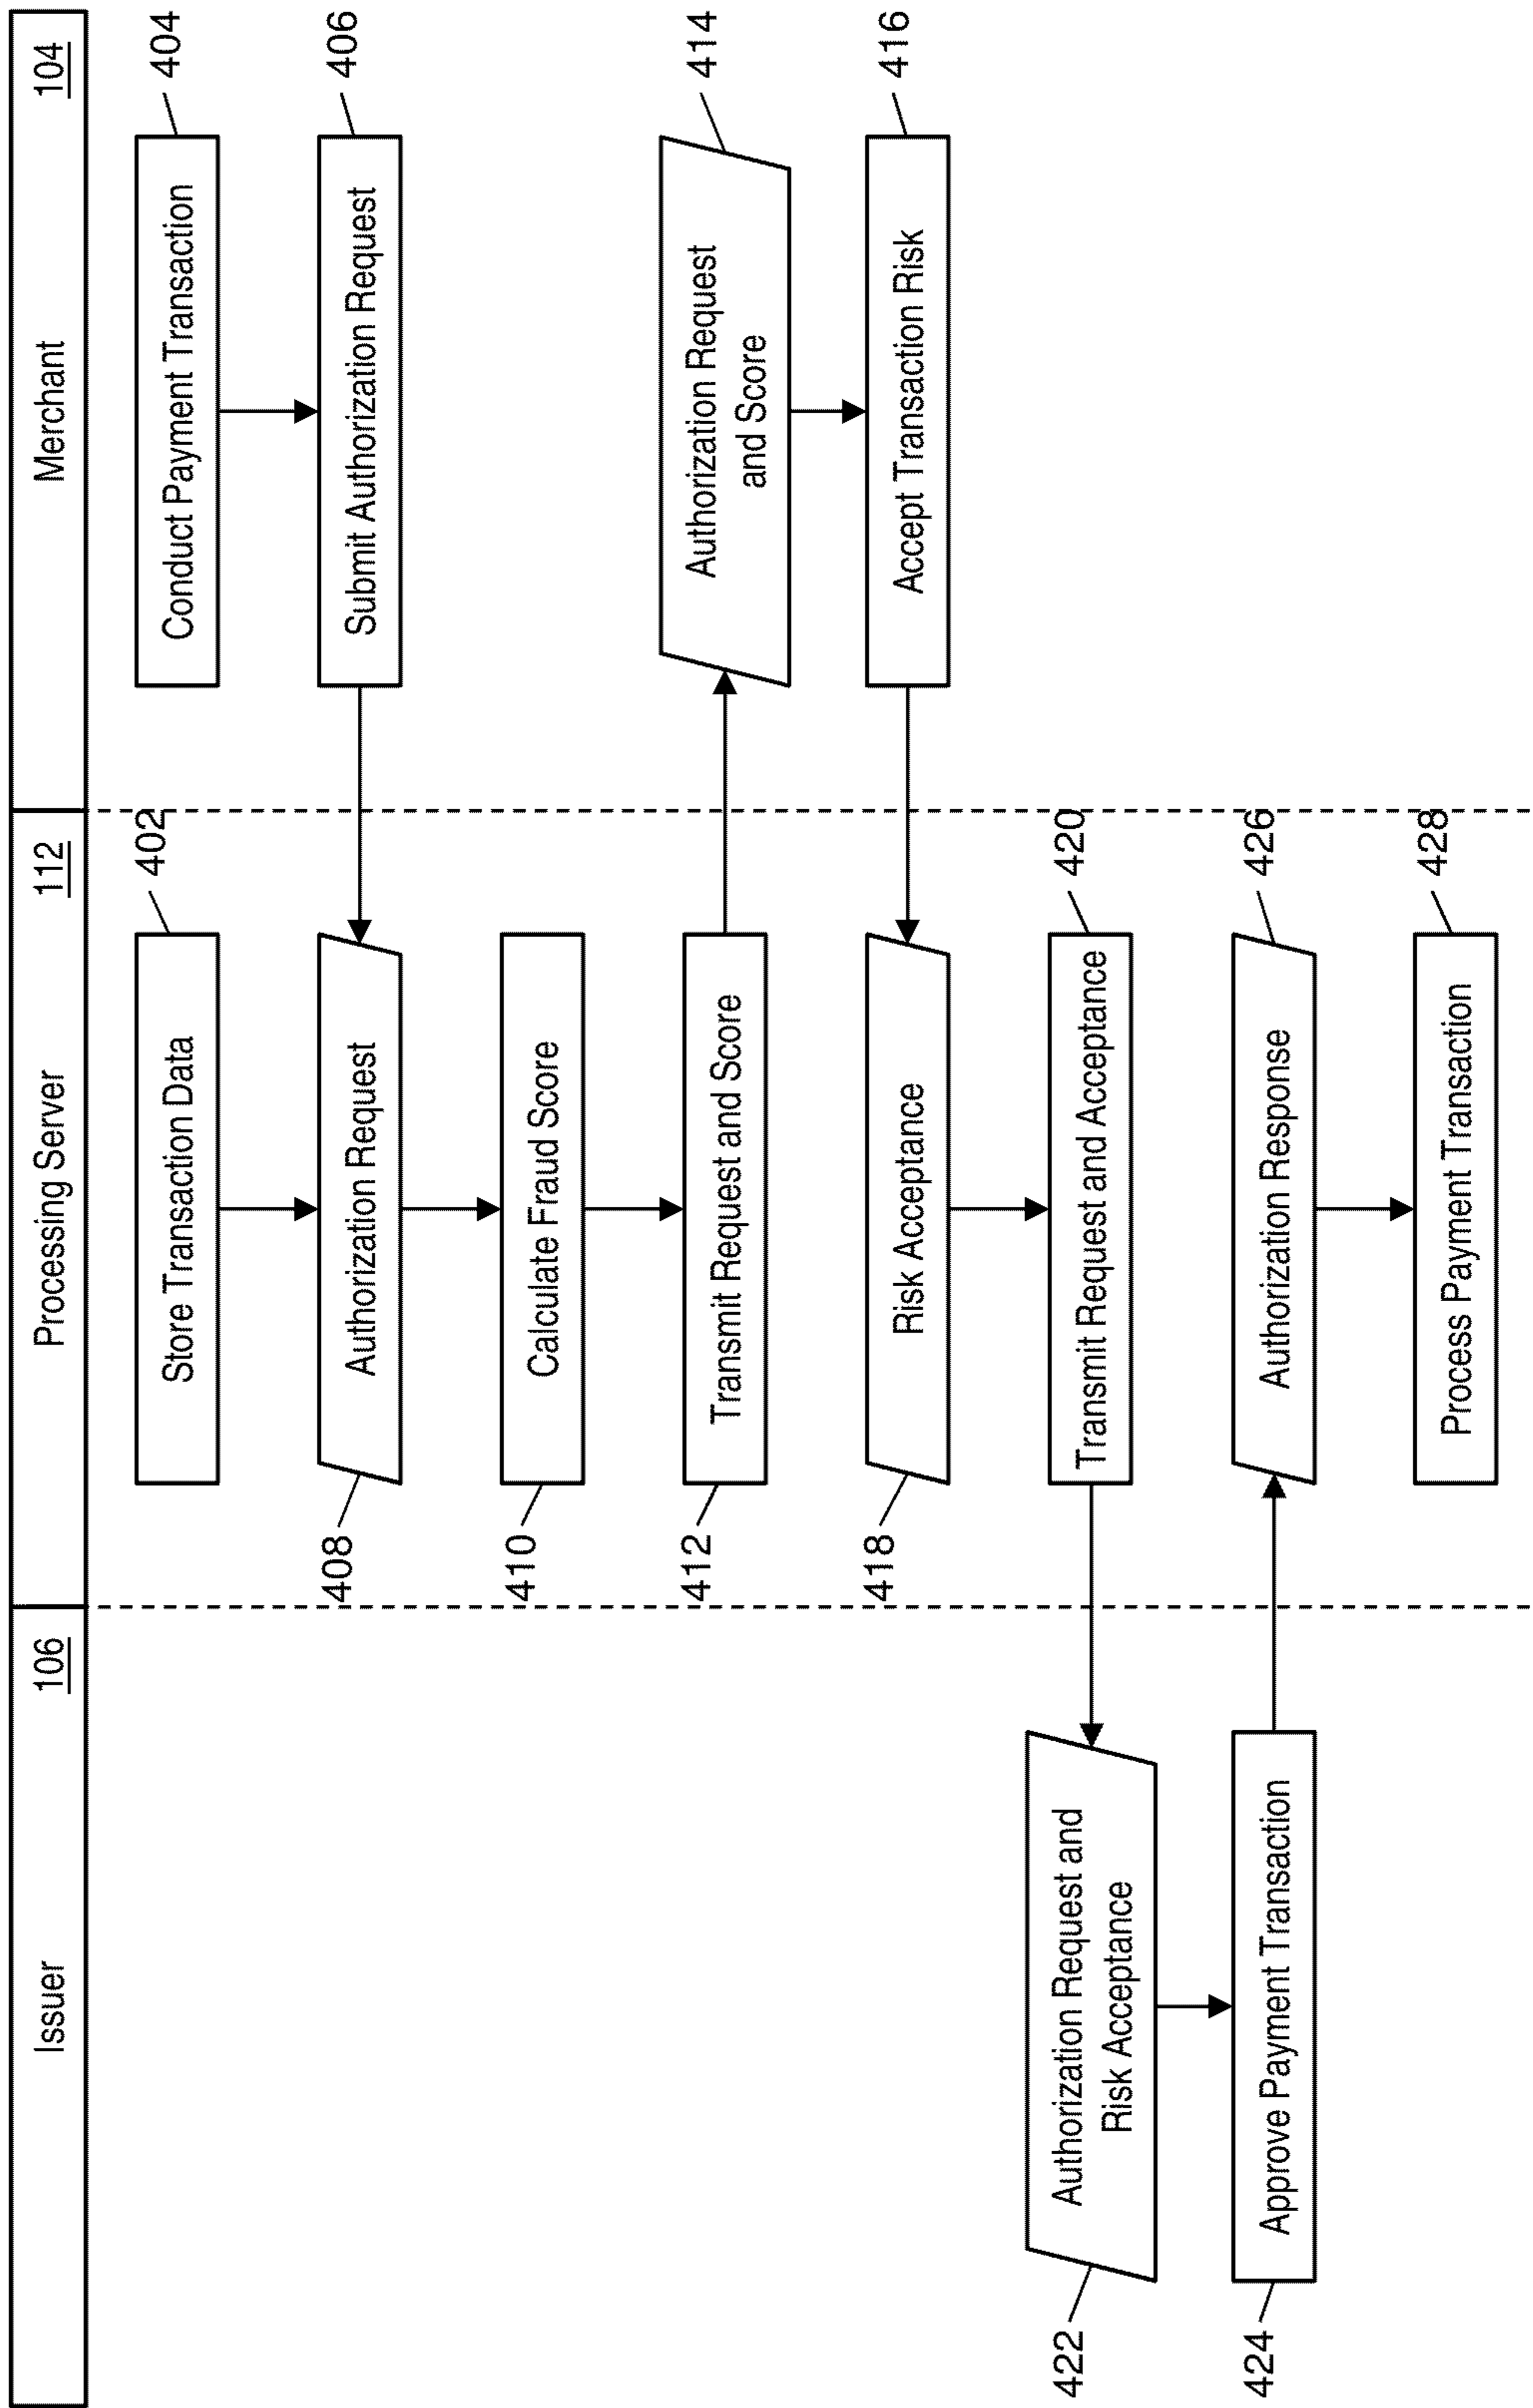 Issuer
106
Processing Server
112
Merchant
104
Store Transaction Data
402
Conduct Payment Transaction
404
408
Authorization Request
Submit Authorization Request
406
410
Calculate Fraud Score
412
Transmit Request and Score
Authorization Request
and Score
414
418
Risk Acceptance
Accept Transaction Risk
416
422
Authorization Request and
Risk Acceptance
Transmit Request and Acceptance
420
424
Approve Payment Transaction
Authorization Response
426
Process Payment Transaction
428